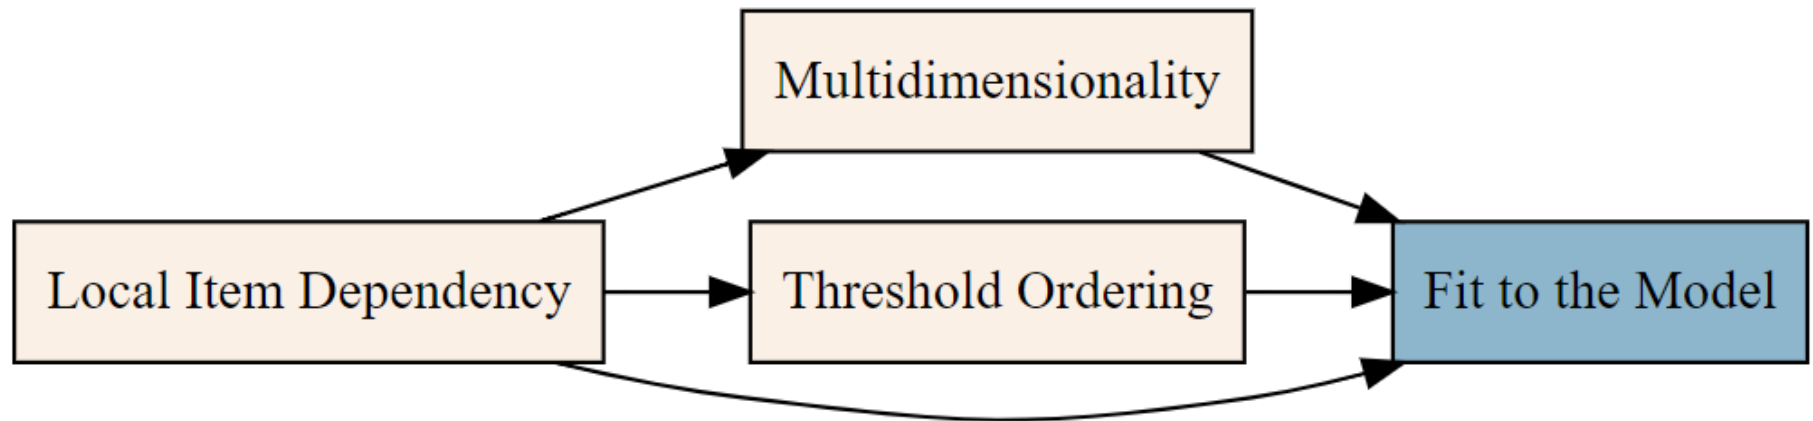 Multidimensionality
Local Item Dependency
Threshold Ordering
Fit to the Model